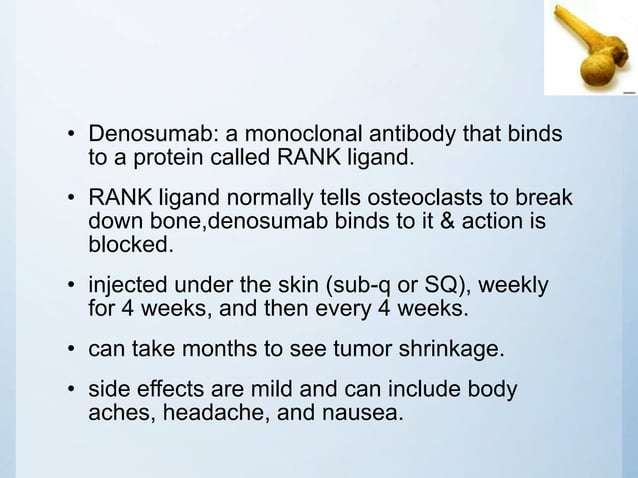 • Denosumab: a monoclonal antibody that binds
to a protein called RANK ligand.
• RANK ligand normally tells osteoclasts to break
down bone,denosumab binds to it & action is
blocked.
• injected under the skin (sub-q or SQ), weekly
for 4 weeks, and then every 4 weeks.
• can take months to see tumor shrinkage.
• side effects are mild and can include body
aches, headache, and nausea.